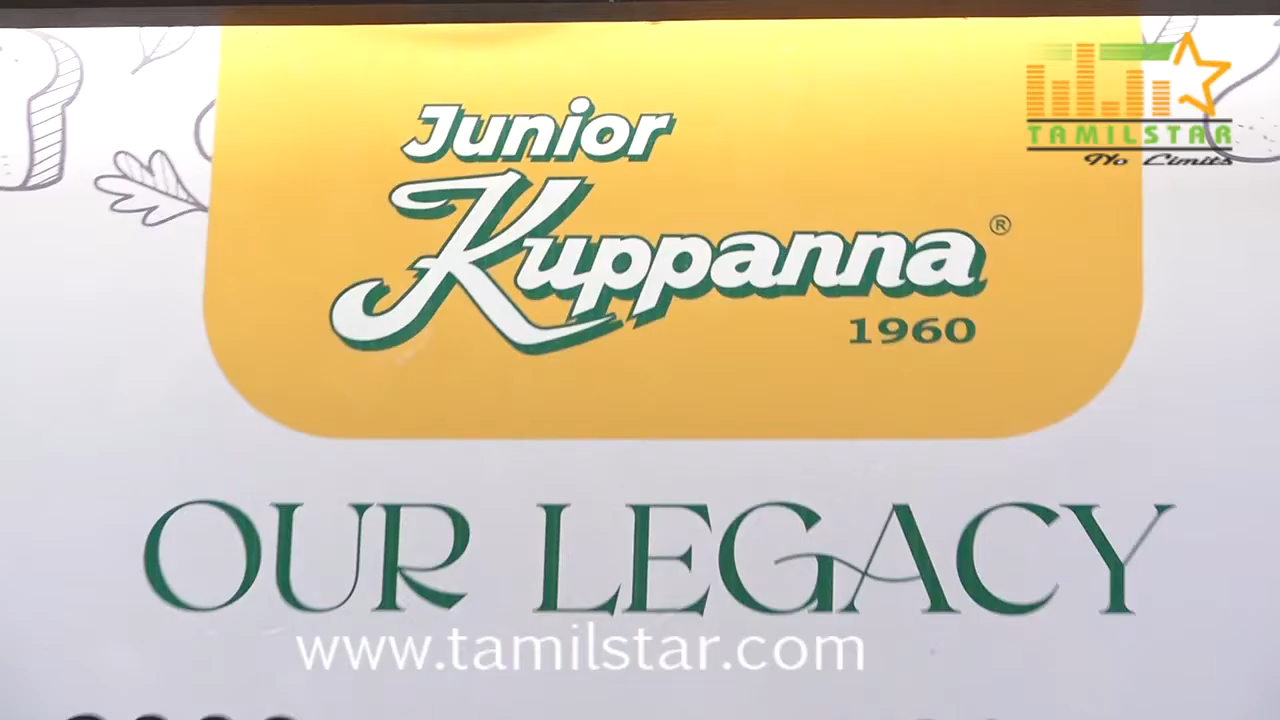 Junior
Kuppanna®
1960
OUR LEGACY
TAMILSTAR
No Limits
www.tamilstar.com